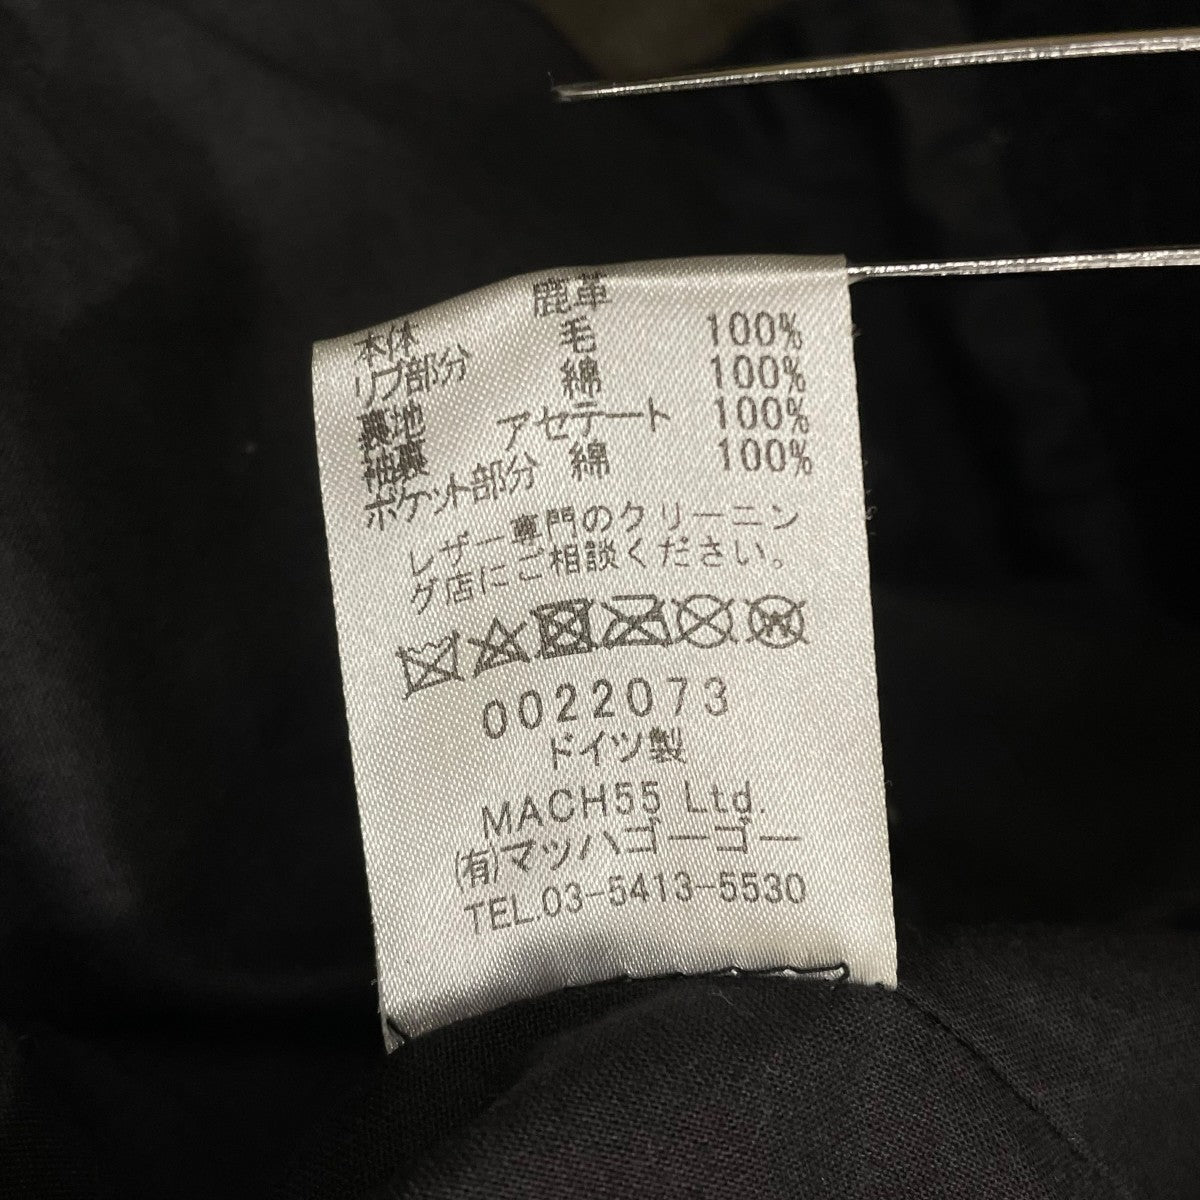 本体 鹿革
リブ部分 毛 100%
裏地 綿 100%
袖裏 アセテート 100%
ポケット部分 綿 100%
レザー専門のクリーニン
グ店にご相談ください。
0022073
ドイツ製
MACH55 Ltd.
(有)マッハゴーゴー
TEL.03-5413-5530